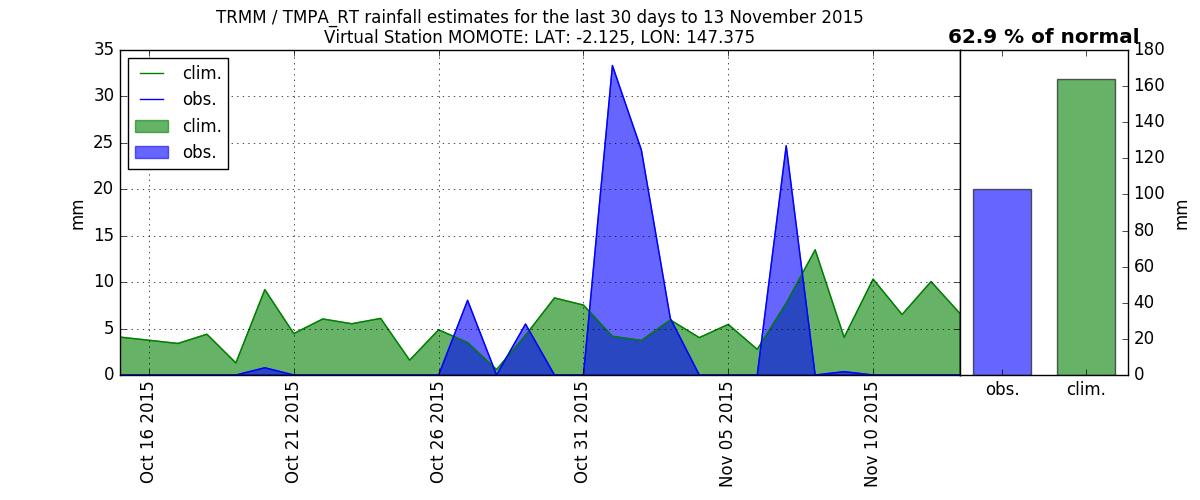 TRMM / TMPA_RT rainfall estimates for the last 30 days to 13 November 2015
Virtual Station MOMOTE: LAT: -2.125, LON: 147.375
62.9 % of normal
35
30
25
20
15
10
5
0
mm
clim.
obs.
clim.
obs.
Oct 16 2015
Oct 21 2015
Oct 26 2015
Oct 31 2015
Nov 05 2015
Nov 10 2015
180
160
140
120
100
80
60
40
20
0
mm
obs.
clim.